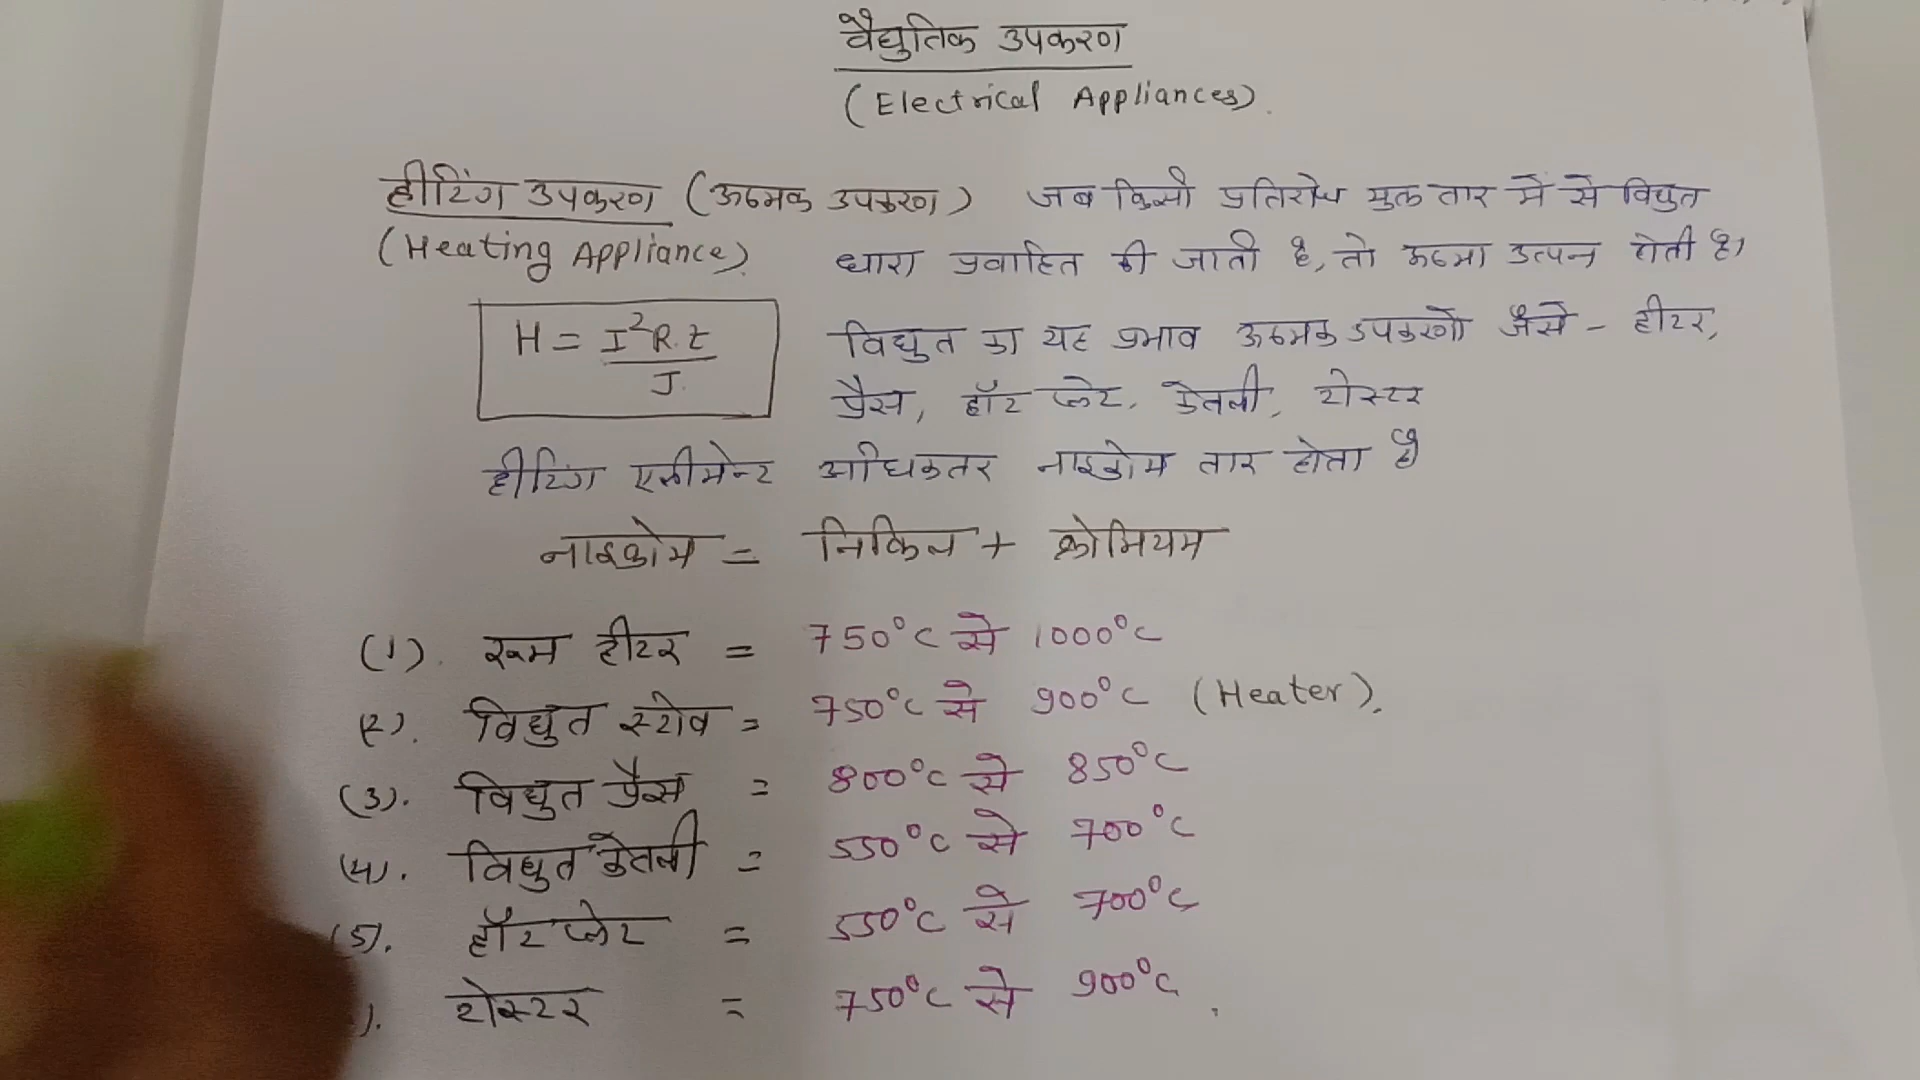 वैद्युतिक उपकरण
(Electrical Appliances).
हीटिंग उपकरण (ऊष्मक उपकरण) जब किसी प्रतिरोध युक्त तार में से विद्युत
(Heating Appliance). धारा प्रवाहित की जाती है, तो ऊष्मा उत्पन्न होती है।
H = I²R.t / J.
विद्युत का यह प्रभाव ऊष्मक उपकरणों जैसे - हीटर,
प्रैस, हॉट प्लेट, केतली, टोस्टर
हीटिंग एलीमेन्ट अधिकतर नाइक्रोम तार होता है
नाइक्रोम = निकिल + क्रोमियम
(1). रूम हीटर = 750°C से 1000°C
(2). विद्युत स्टोव = 750°C से 900°C (Heater).
(3). विद्युत प्रैस = 800°C से 850°C
(4). विद्युत केतली = 550°C से 700°C
(5). हॉट प्लेट = 550°C से 700°C
). टोस्टर = 750°C से 900°C.